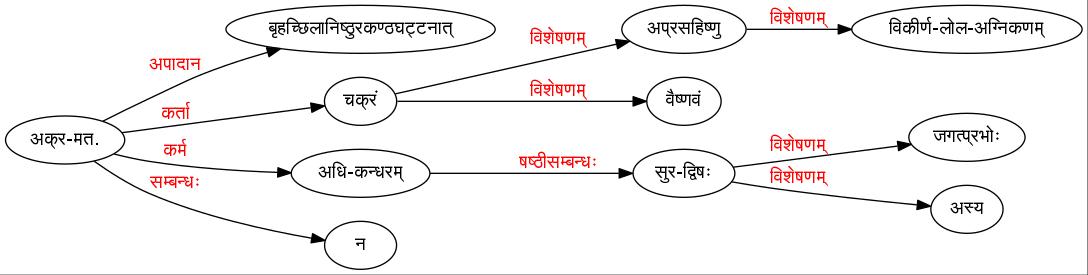 बृहच्छिलानिष्ठुरकण्ठघट्टनात्
विशेषणम्
अप्रसहिष्णु
विशेषणम्
विकीर्ण-लोल-अग्निकणम्
अपादान
चक्रं
विशेषणम्
वैष्णवं
कर्ता
अक्र-मत.
कर्म
अधि-कन्धरम्
षष्ठीसम्बन्धः
सुर-द्विषः
विशेषणम्
जगत्प्रभोः
विशेषणम्
अस्य
सम्बन्धः
न